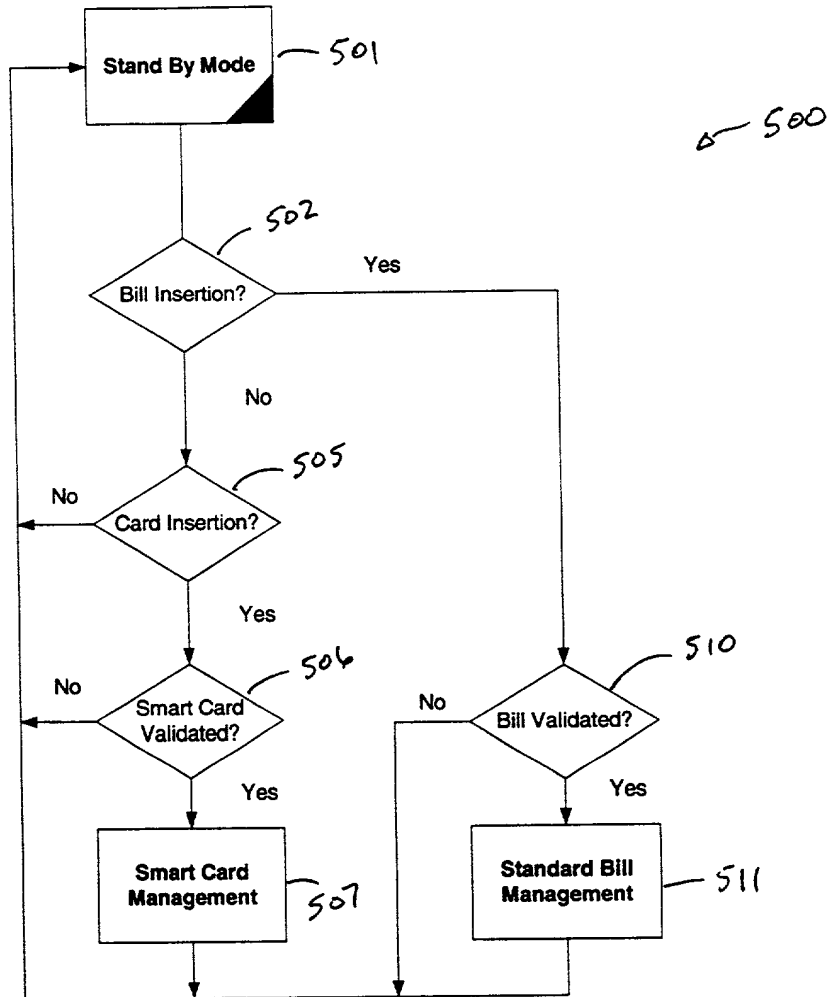 Stand By Mode
501
500
502
Bill Insertion?
Yes
No
505
No
Card Insertion?
Yes
506
510
No
Smart Card
Validated?
No
Bill Validated?
Yes
Yes
Smart Card
Management
507
Standard Bill
Management
511